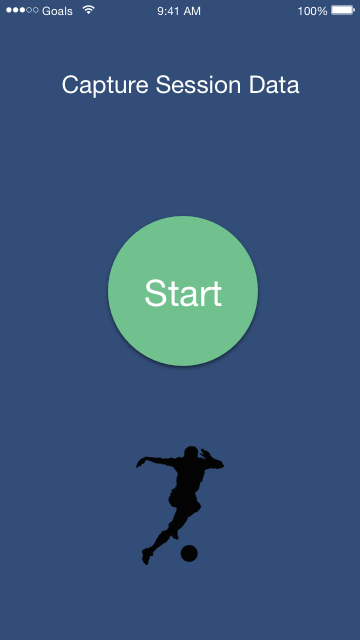 Goals 9:41 AM 100%
Capture Session Data
Start